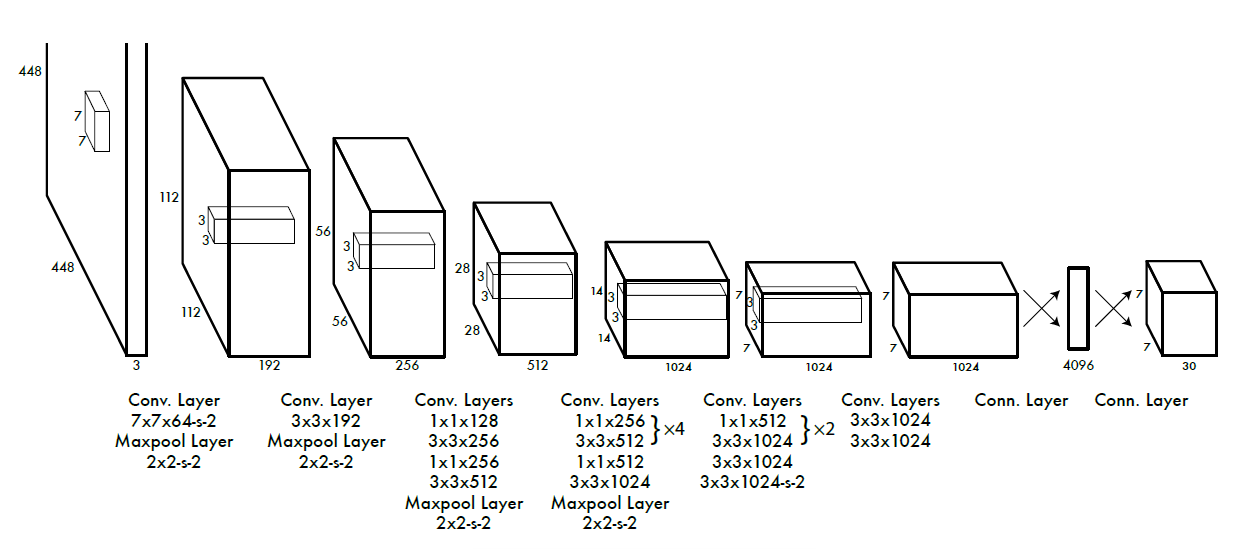 448
7
7
448
3
112
3
3
112
192
56
3
3
56
256
28
3
3
28
512
14
3
3
14
1024
7
3
3
7
1024
7
7
1024
4096
7
7
30
Conv. Layer
7x7x64-s-2
Maxpool Layer
2x2-s-2
Conv. Layer
3x3x192
Maxpool Layer
2x2-s-2
Conv. Layers
1x1x128
3x3x256
1x1x256
3x3x512
Maxpool Layer
2x2-s-2
Conv. Layers
1x1x256
3x3x512
} ×4
1x1x512
3x3x1024
Maxpool Layer
2x2-s-2
Conv. Layers
1x1x512
3x3x1024
} ×2
3x3x1024
3x3x1024-s-2
Conv. Layers
3x3x1024
3x3x1024
Conn. Layer
Conn. Layer